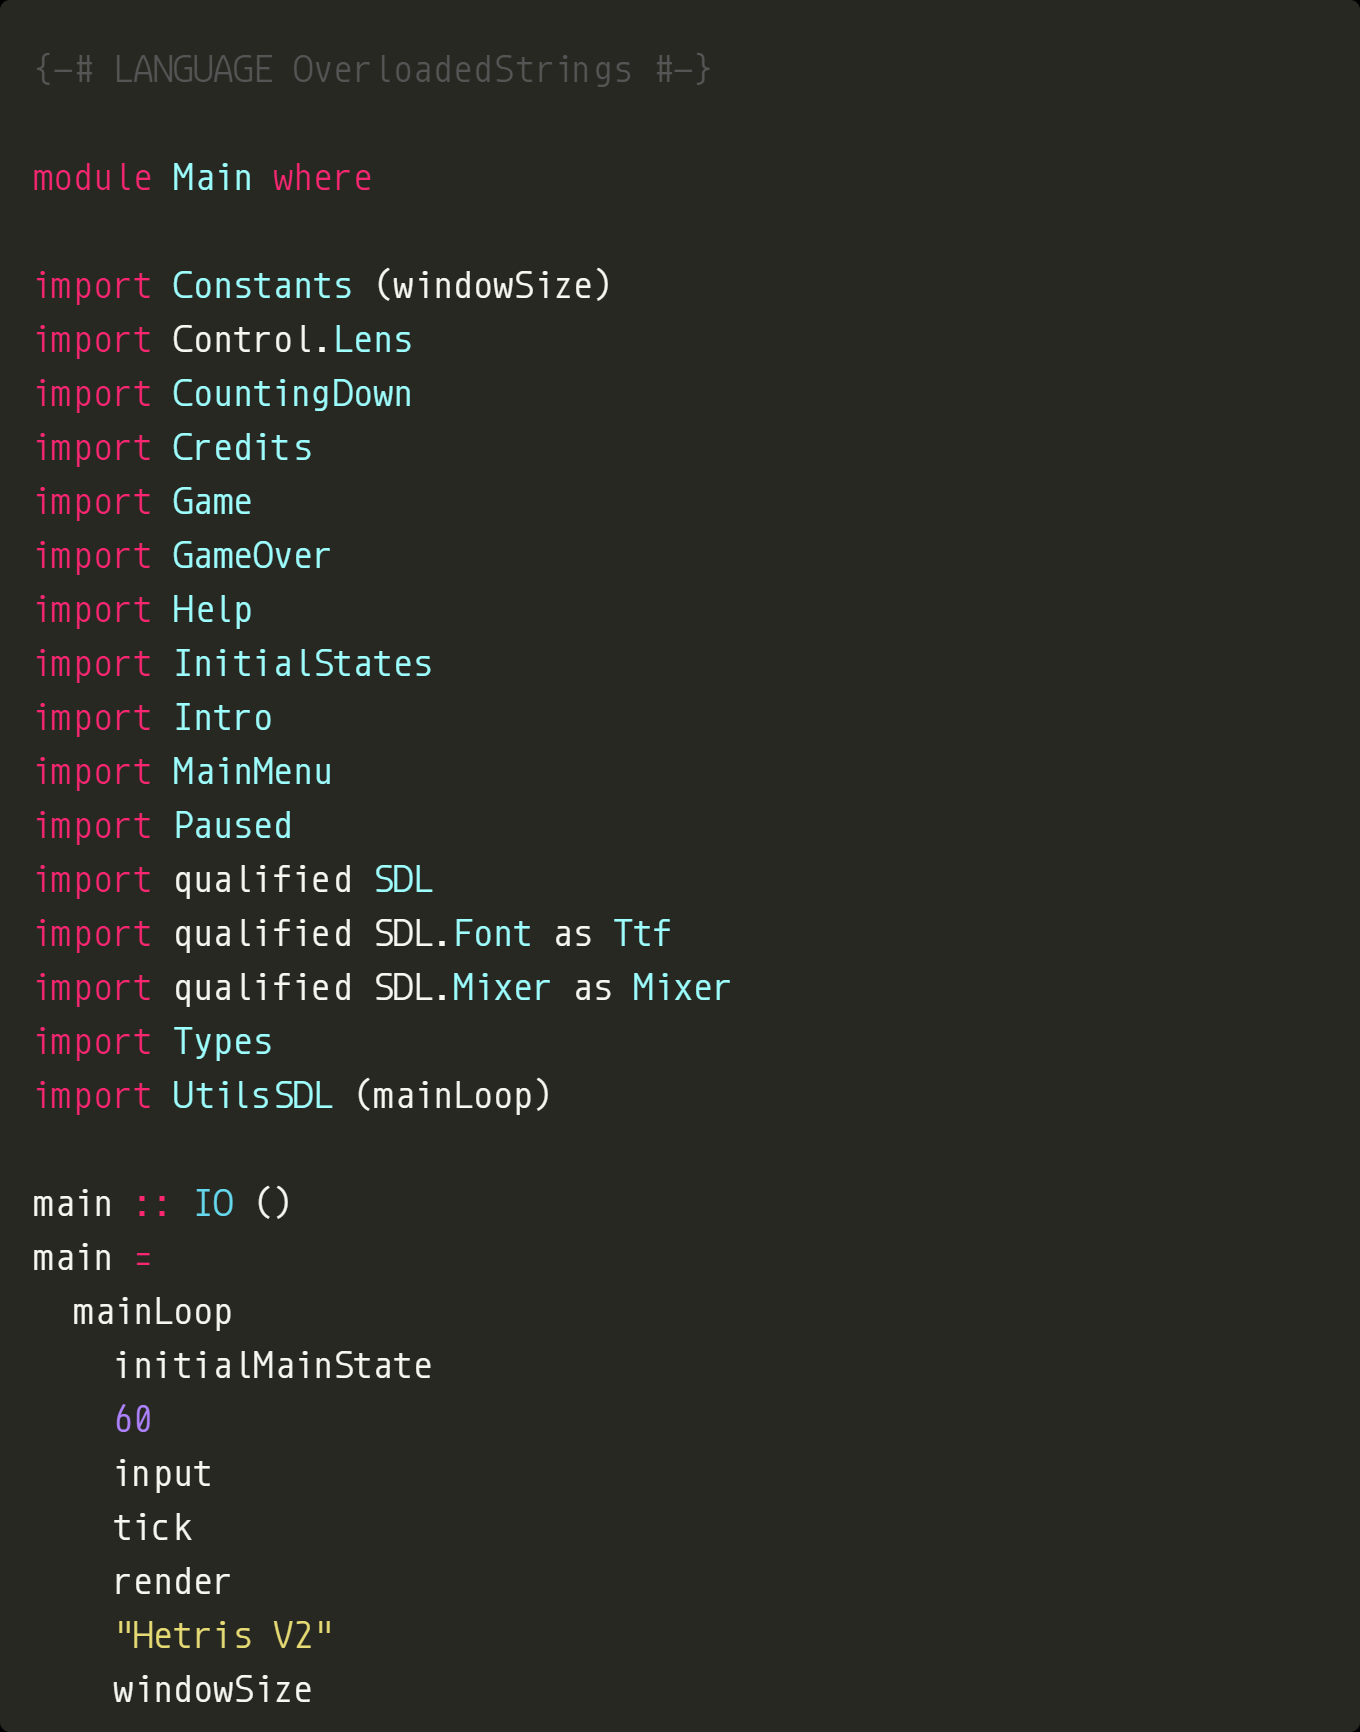 {-# LANGUAGE OverloadedStrings #-}

module Main where

import Constants (windowSize)
import Control.Lens
import CountingDown
import Credits
import Game
import GameOver
import Help
import InitialStates
import Intro
import MainMenu
import Paused
import qualified SDL
import qualified SDL.Font as Ttf
import qualified SDL.Mixer as Mixer
import Types
import UtilsSDL (mainLoop)

main :: IO ()
main =
  mainLoop
    initialMainState
    60
    input
    tick
    render
    "Hetris V2"
    windowSize